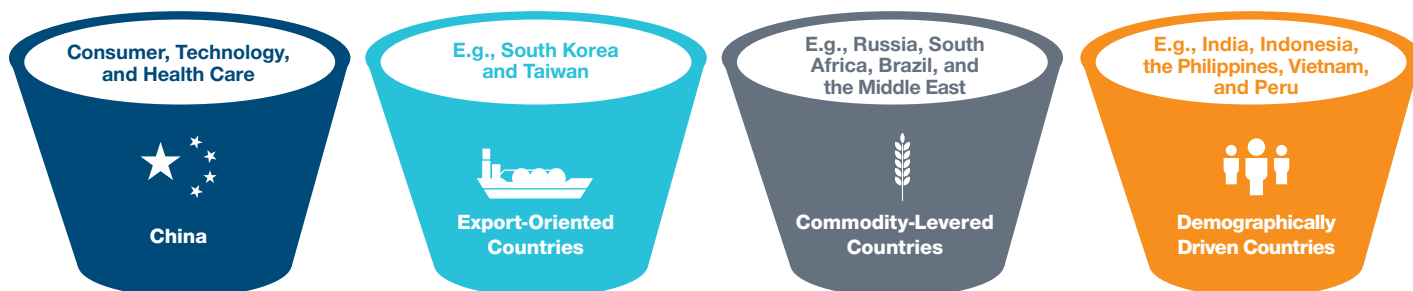 Consumer, Technology,
and Health Care
China
E.g., South Korea
and Taiwan
Export-Oriented
Countries
E.g., Russia, South
Africa, Brazil, and
the Middle East
Commodity-Levered
Countries
E.g., India, Indonesia,
the Philippines, Vietnam,
and Peru
Demographically
Driven Countries